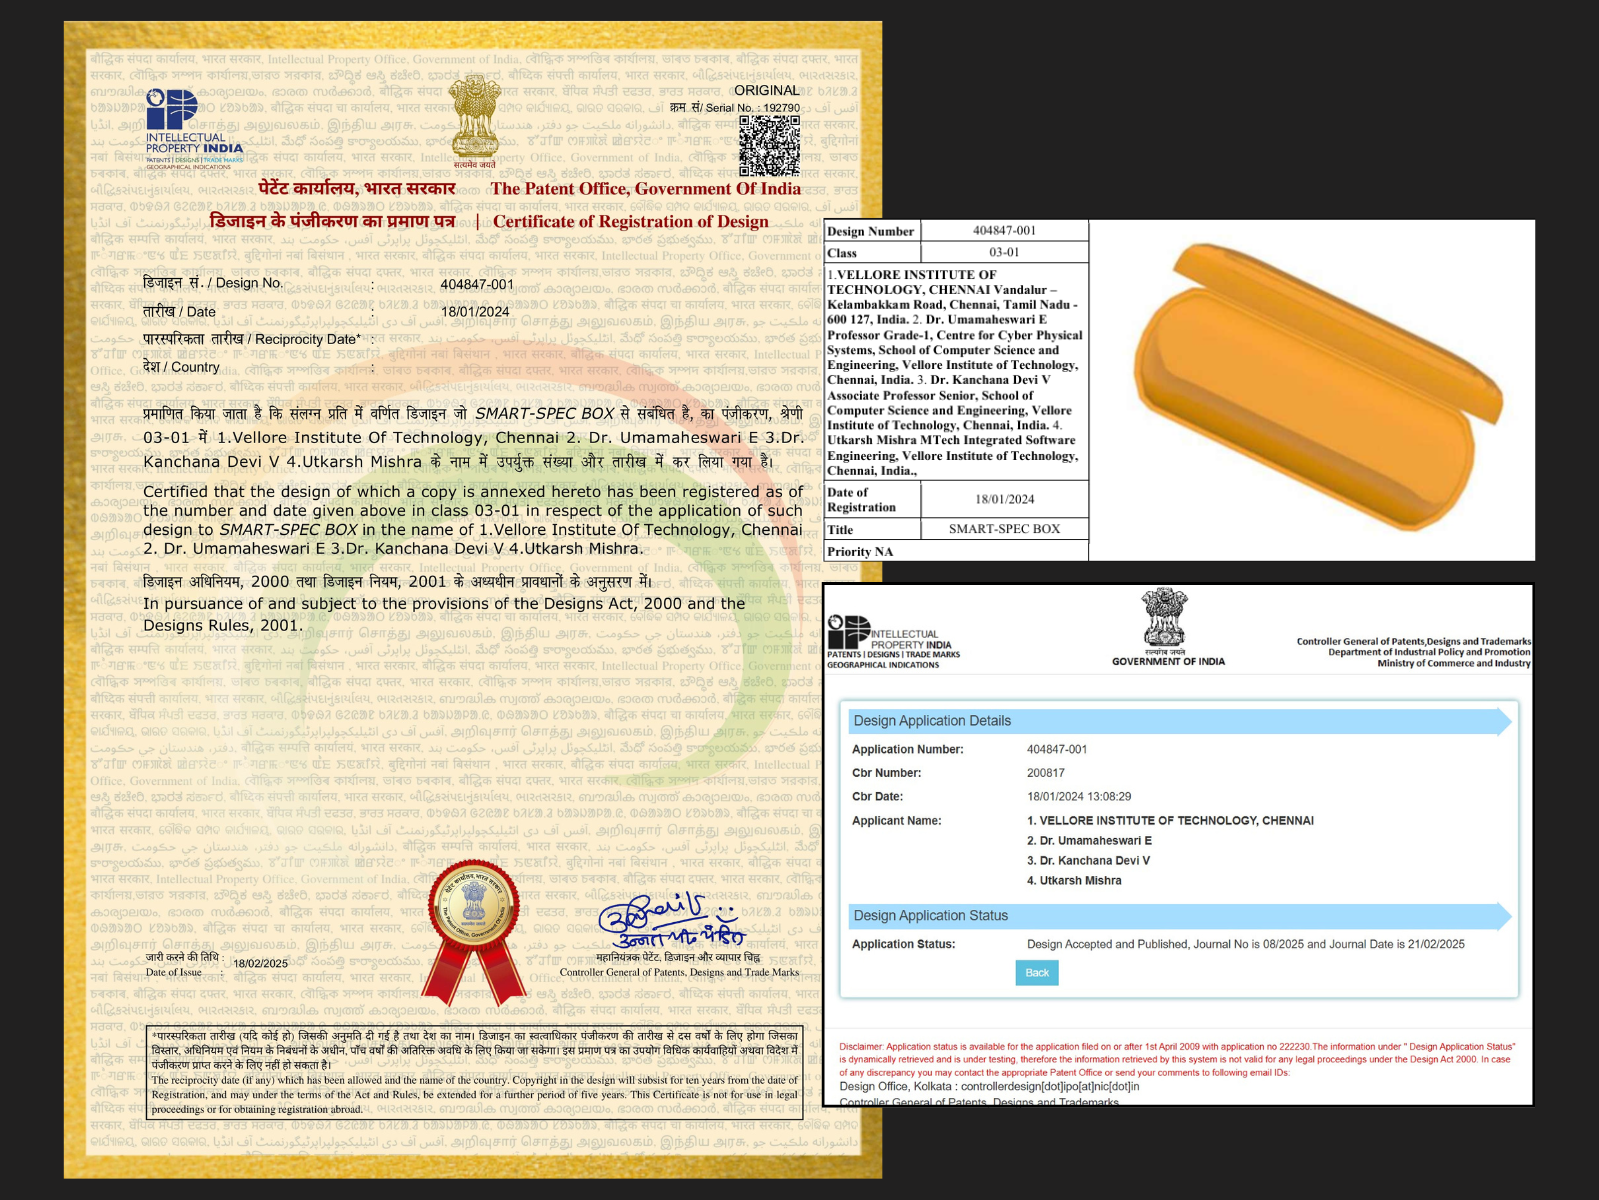 INTELLECTUAL
PROPERTY INDIA
PATENTS | DESIGNS | TRADE MARKS
GEOGRAPHICAL INDICATIONS
सत्यमेव जयते
ORIGINAL
क्रम सं/ Serial No. : 192790
पेटेंट कार्यालय, भारत सरकार
The Patent Office, Government Of India
डिजाइन के पंजीकरण का प्रमाण पत्र | Certificate of Registration of Design
डिजाइन सं. / Design No. : 404847-001
तारीख / Date : 18/01/2024
पारस्परिकता तारीख / Reciprocity Date* :
देश / Country :
प्रमाणित किया जाता है कि संलग्न प्रति में वर्णित डिजाइन जो SMART-SPEC BOX से संबंधित है, का पंजीकरण, श्रेणी
03-01 में 1.Vellore Institute Of Technology, Chennai 2. Dr. Umamaheswari E 3.Dr.
Kanchana Devi V 4.Utkarsh Mishra के नाम में उपर्युक्त संख्या और तारीख में कर लिया गया है।
Certified that the design of which a copy is annexed hereto has been registered as of
the number and date given above in class 03-01 in respect of the application of such
design to SMART-SPEC BOX in the name of 1.Vellore Institute Of Technology, Chennai
2. Dr. Umamaheswari E 3.Dr. Kanchana Devi V 4.Utkarsh Mishra.
डिजाइन अधिनियम, 2000 तथा डिजाइन नियम, 2001 के अध्यधीन प्रावधानों के अनुसरण में।
In pursuance of and subject to the provisions of the Designs Act, 2000 and the
Designs Rules, 2001.
जारी करने की तिथि :
Date of Issue : 18/02/2025
महानियंत्रक पेटेंट, डिजाइन और व्यापार चिह्न
Controller General of Patents, Designs and Trade Marks
*पारस्परिकता तारीख (यदि कोई हो) जिसकी अनुमति दी गई है तथा देश का नाम। डिजाइन का स्वत्वाधिकार पंजीकरण की तारीख से दस वर्षों के लिए होगा जिसका
विस्तार, अधिनियम एवं नियम के निबंधनों के अधीन, पाँच वर्षों की अतिरिक्त अवधि के लिए किया जा सकेगा। इस प्रमाण पत्र का उपयोग विधिक कार्यवाहियों अथवा विदेश में
पंजीकरण प्राप्त करने के लिए नहीं हो सकता है।
The reciprocity date (if any) which has been allowed and the name of the country. Copyright in the design will subsist for ten years from the date of
Registration, and may under the terms of the Act and Rules, be extended for a further period of five years. This Certificate is not for use in legal
proceedings or for obtaining registration abroad.
Design Number 404847-001
Class 03-01
1.VELLORE INSTITUTE OF
TECHNOLOGY, CHENNAI Vandalur –
Kelambakkam Road, Chennai, Tamil Nadu -
600 127, India. 2. Dr. Umamaheswari E
Professor Grade-1, Centre for Cyber Physical
Systems, School of Computer Science and
Engineering, Vellore Institute of Technology,
Chennai, India. 3. Dr. Kanchana Devi V
Associate Professor Senior, School of
Computer Science and Engineering, Vellore
Institute of Technology, Chennai, India. 4.
Utkarsh Mishra MTech Integrated Software
Engineering, Vellore Institute of Technology,
Chennai, India.,
Date of
Registration 18/01/2024
Title SMART-SPEC BOX
Priority NA
INTELLECTUAL
PROPERTY INDIA
PATENTS | DESIGNS | TRADE MARKS
GEOGRAPHICAL INDICATIONS
सत्यमेव जयते
GOVERNMENT OF INDIA
Controller General of Patents,Designs and Trademarks
Department of Industrial Policy and Promotion
Ministry of Commerce and Industry
Design Application Details
Application Number: 404847-001
Cbr Number: 200817
Cbr Date: 18/01/2024 13:08:29
Applicant Name: 1. VELLORE INSTITUTE OF TECHNOLOGY, CHENNAI
2. Dr. Umamaheswari E
3. Dr. Kanchana Devi V
4. Utkarsh Mishra
Design Application Status
Application Status: Design Accepted and Published, Journal No is 08/2025 and Journal Date is 21/02/2025
Back
Disclaimer: Application status is available for the application filed on or after 1st April 2009 with application no 222230.The information under " Design Application Status"
is dynamically retrieved and is under testing, therefore the information retrieved by this system is not valid for any legal proceedings under the Design Act 2000. In case
of any discrepancy you may contact the appropriate Patent Office or send your comments to following email IDs:
Design Office, Kolkata : controllerdesign[dot]ipo[at]nic[dot]in
Controller General of Patents, Designs and Trademarks